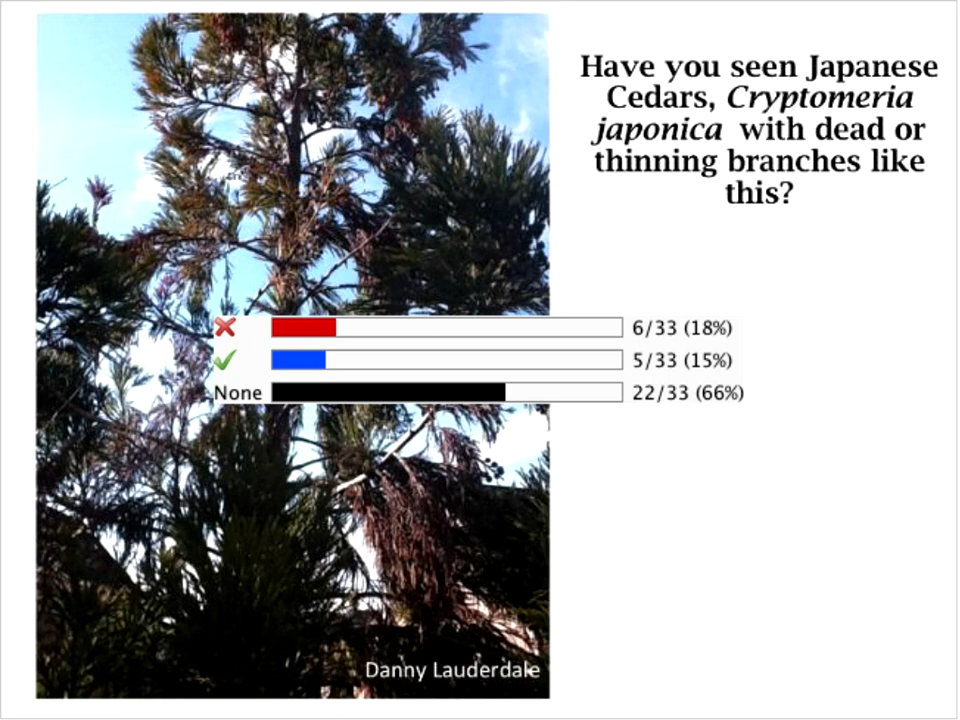 Have you seen Japanese
Cedars, Cryptomeria
japonica with dead or
thinning branches like
this?
6/33 (18%)
5/33 (15%)
None 22/33 (66%)
Danny Lauderdale